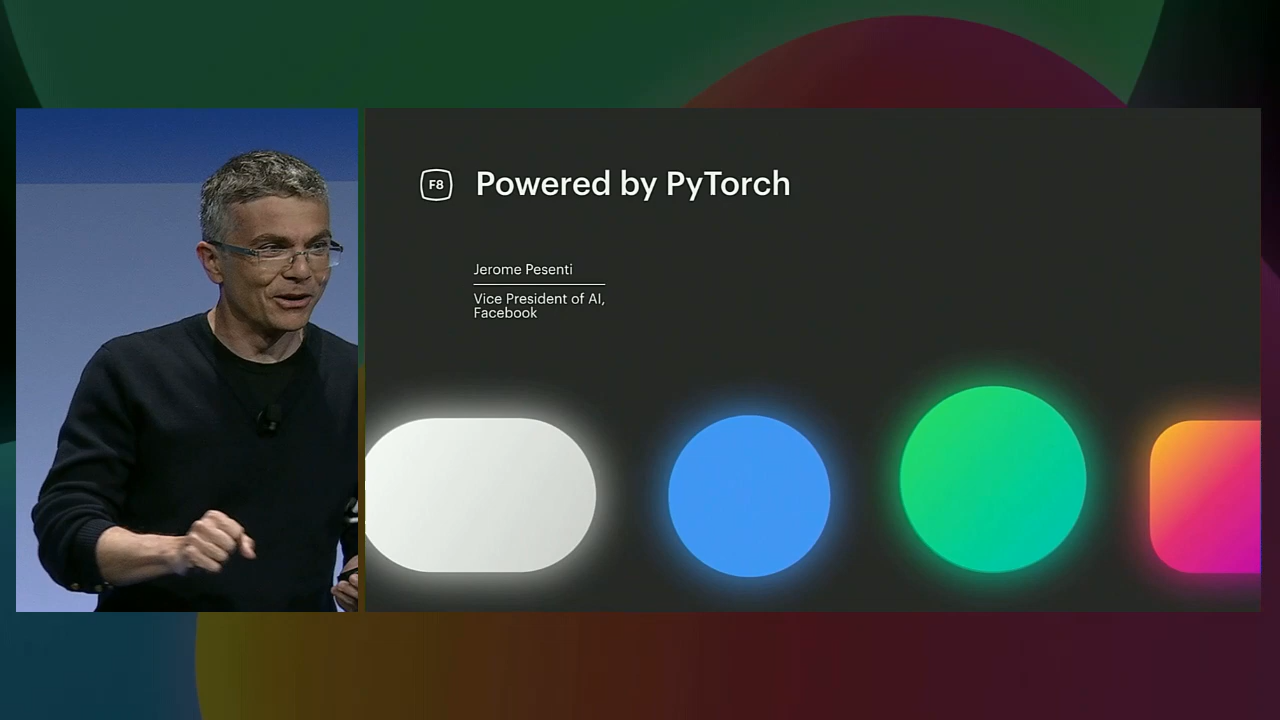 F8 Powered by PyTorch
Jerome Pesenti
Vice President of AI,
Facebook